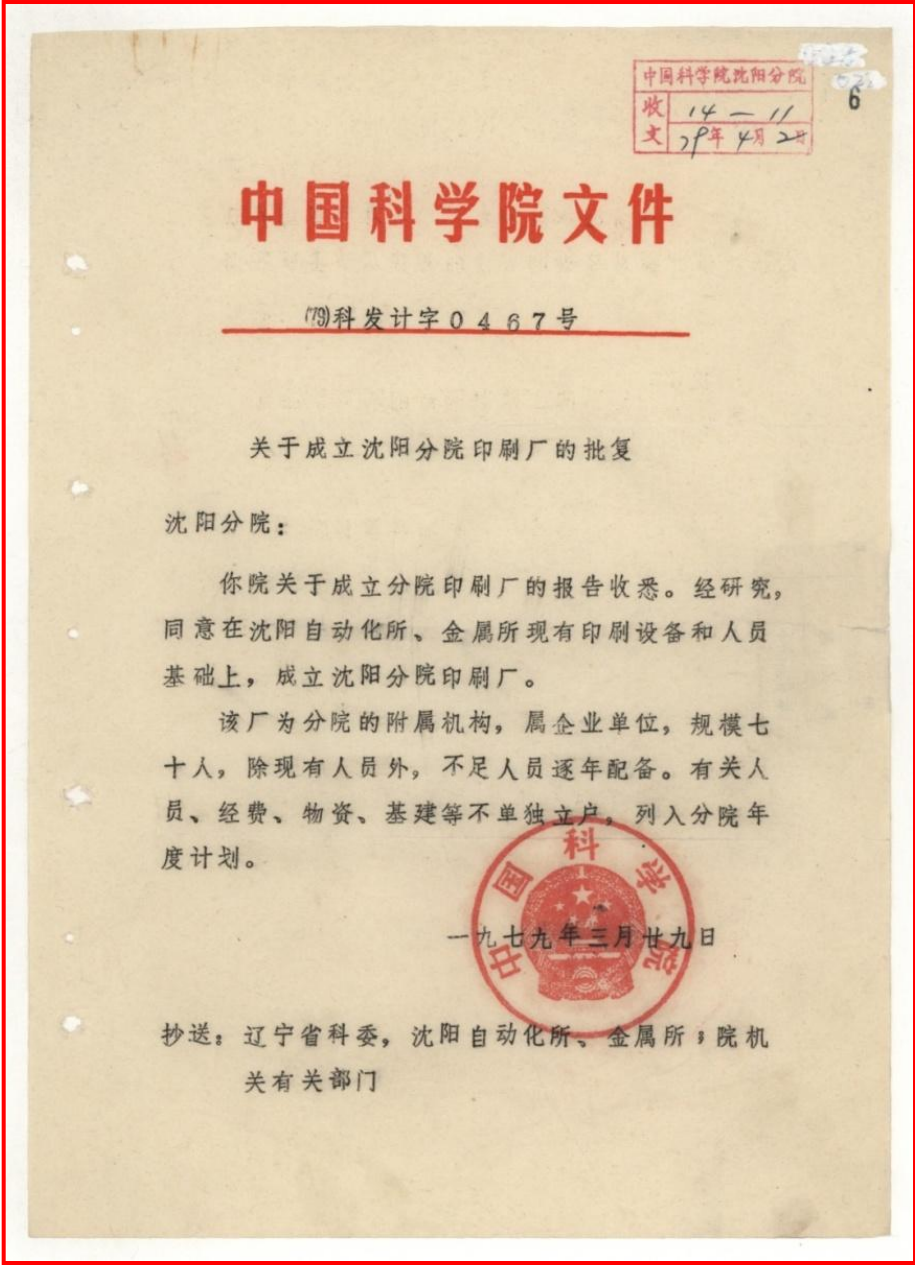 中国科学院沈阳分院
6
收文 14—11
79年4月2日
中国科学院文件
(79)科发计字0467号
关于成立沈阳分院印刷厂的批复
沈阳分院：
你院关于成立分院印刷厂的报告收悉。经研究，
同意在沈阳自动化所、金属所现有印刷设备和人员
基础上，成立沈阳分院印刷厂。
该厂为分院的附属机构，属企业单位，规模七
十人，除现有人员外，不足人员逐年配备。有关人
员、经费、物资、基建等不单独立户，列入分院年
度计划。
中国科学院
一九七九年三月廿九日
抄送：辽宁省科委，沈阳自动化所、金属所；院机
关有关部门